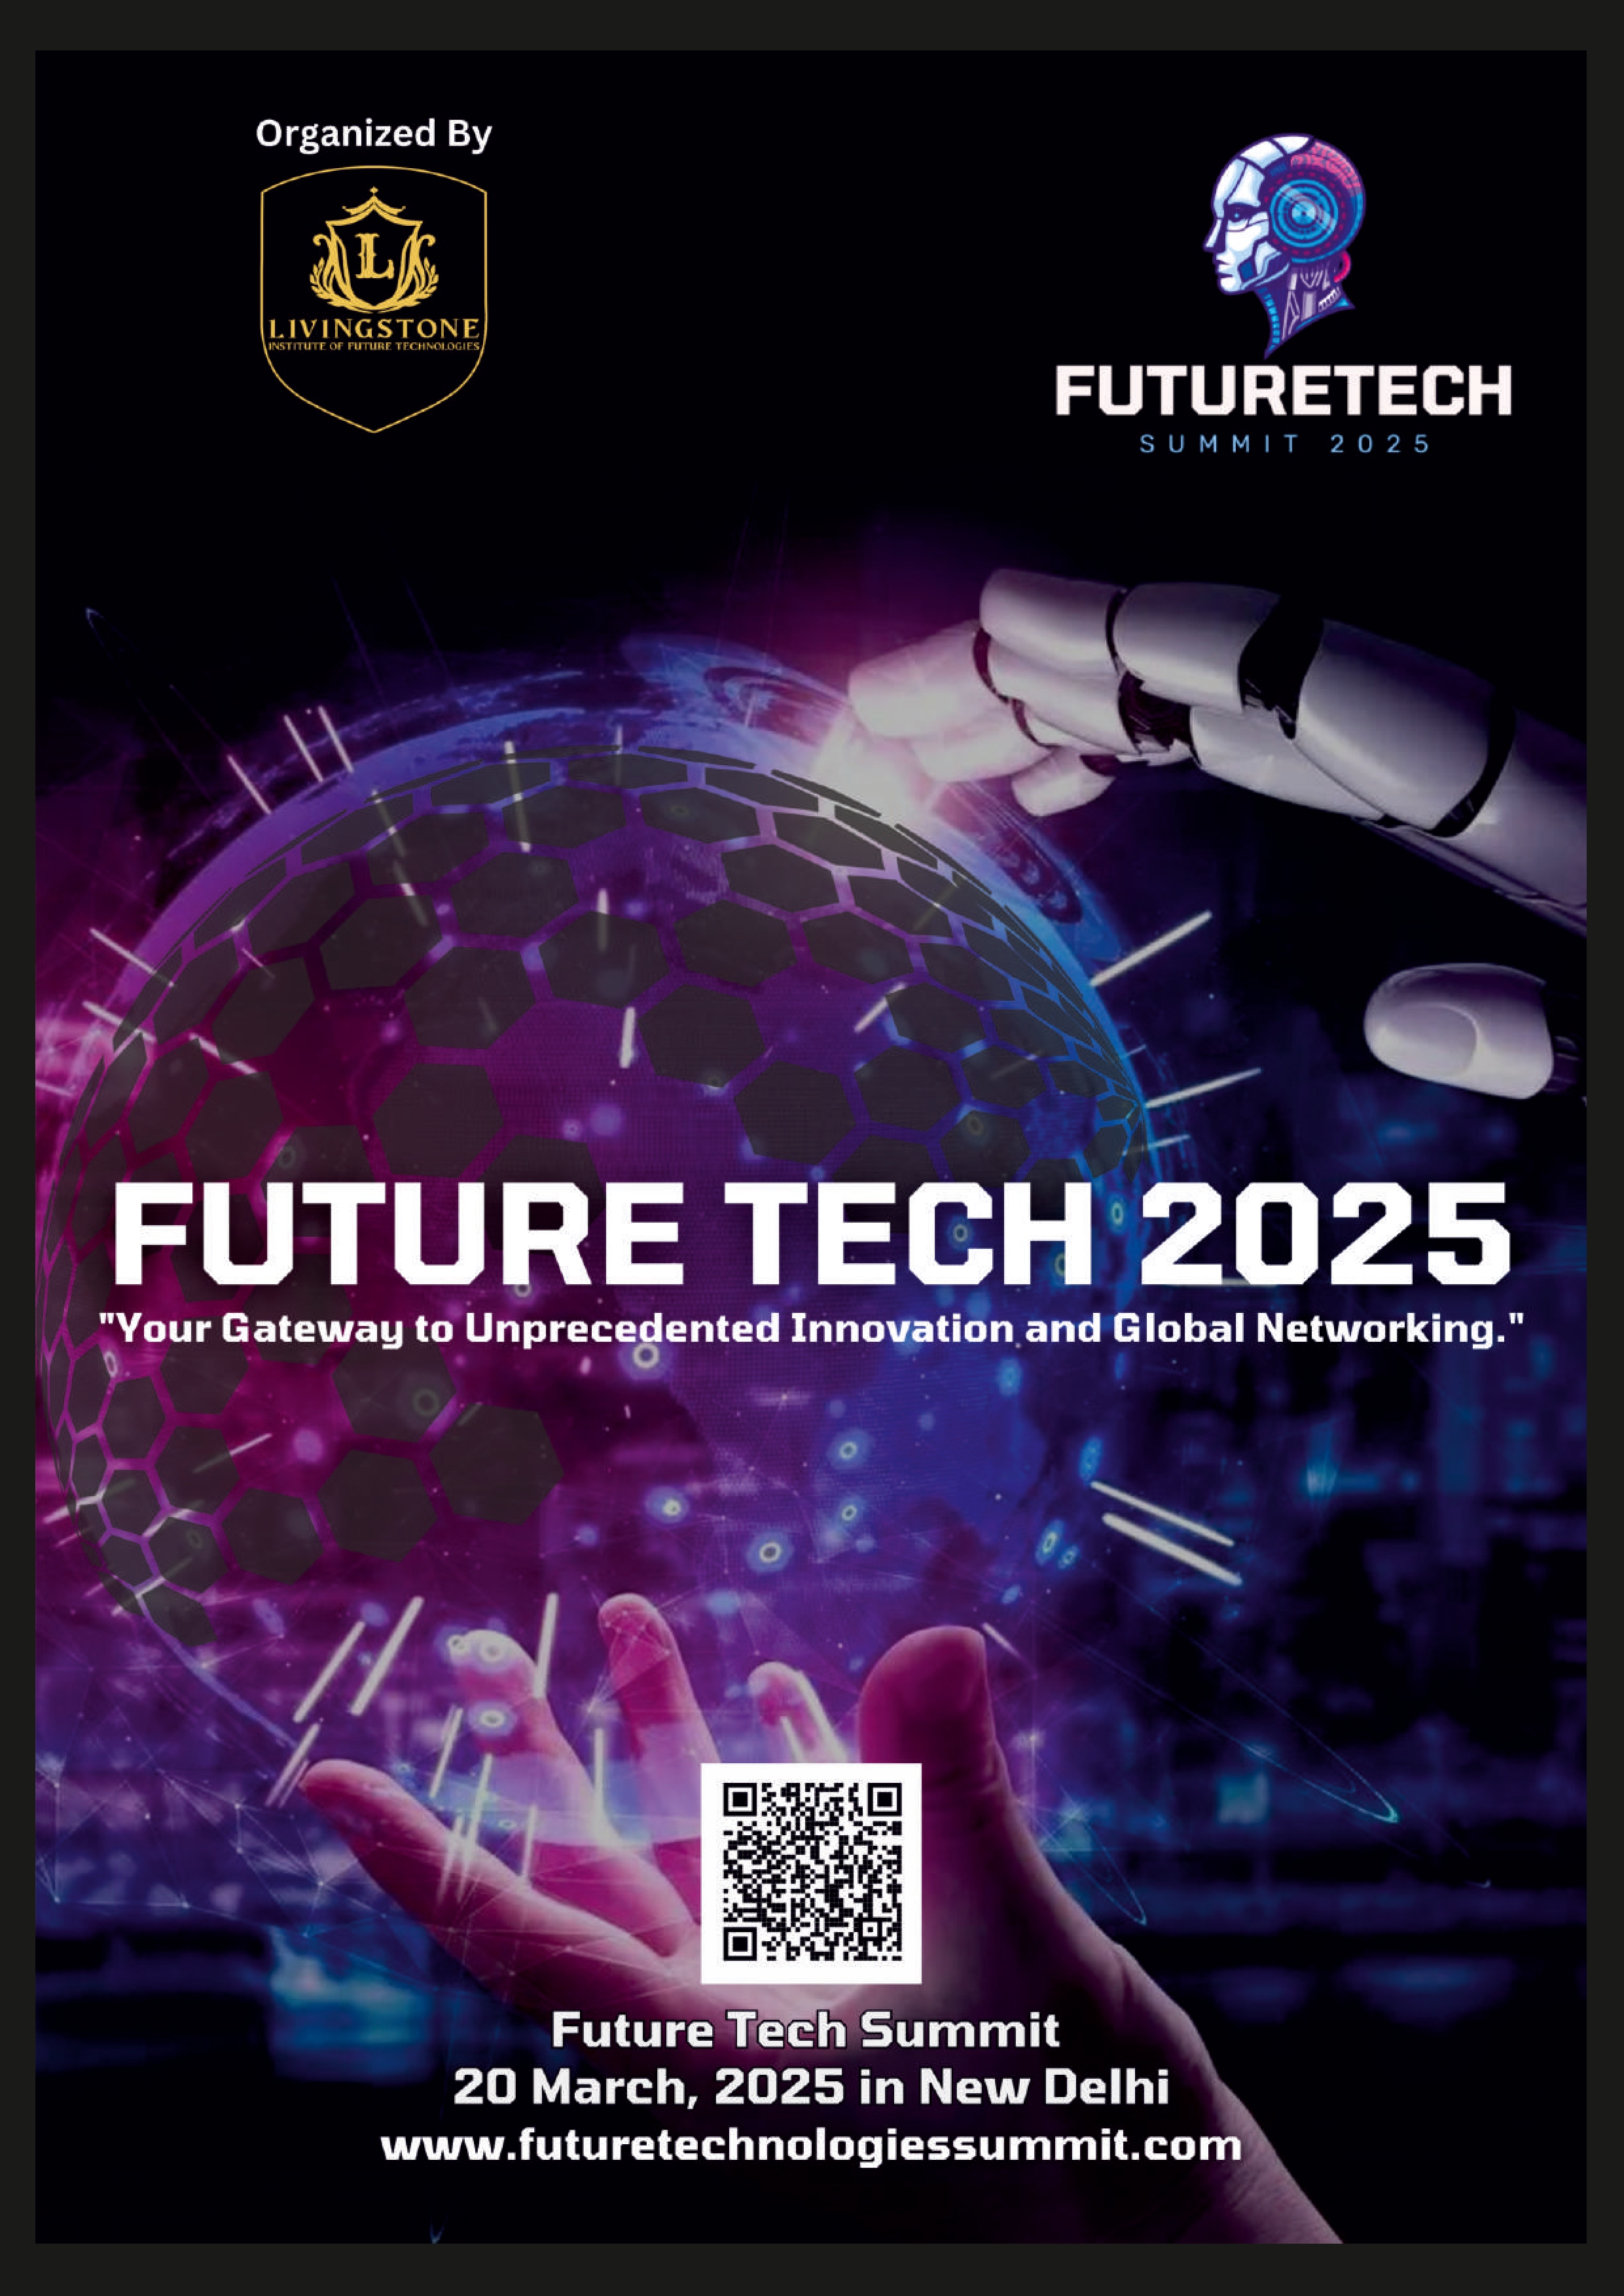 Organized By
L
LIVINGSTONE
INSTITUTE OF FUTURE TECHNOLOGIES
FUTURETECH
SUMMIT 2025
FUTURE TECH 2025
"Your Gateway to Unprecedented Innovation and Global Networking."
Future Tech Summit
20 March, 2025 in New Delhi
www.futuretechnologiessummit.com